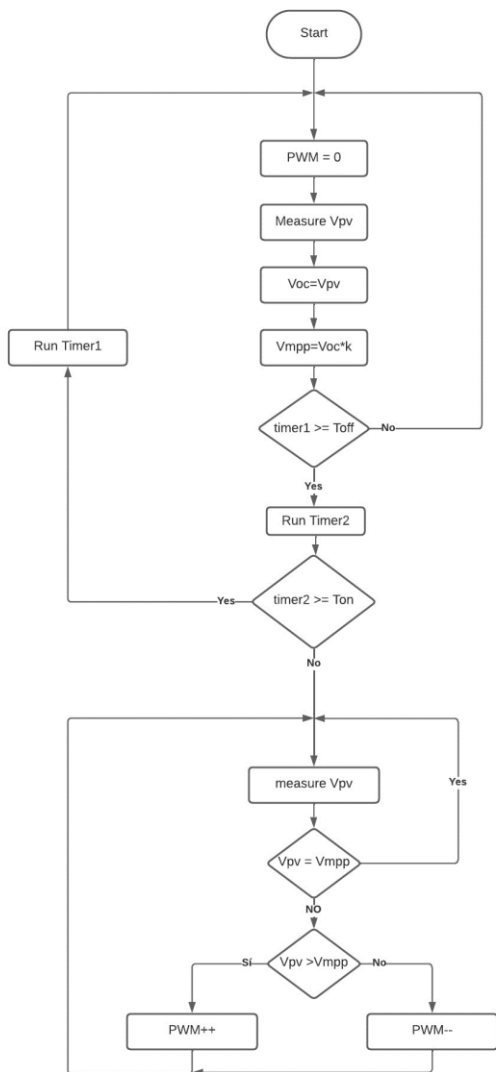 Start
PWM = 0
Measure Vpv
Voc=Vpv
Run Timer1
Vmpp=Voc*k
timer1 >= Toff
No
Yes
Run Timer2
timer2 >= Ton
Yes
No
measure Vpv
Yes
Vpv = Vmpp
NO
Vpv >Vmpp
Sí
No
PWM++
PWM--